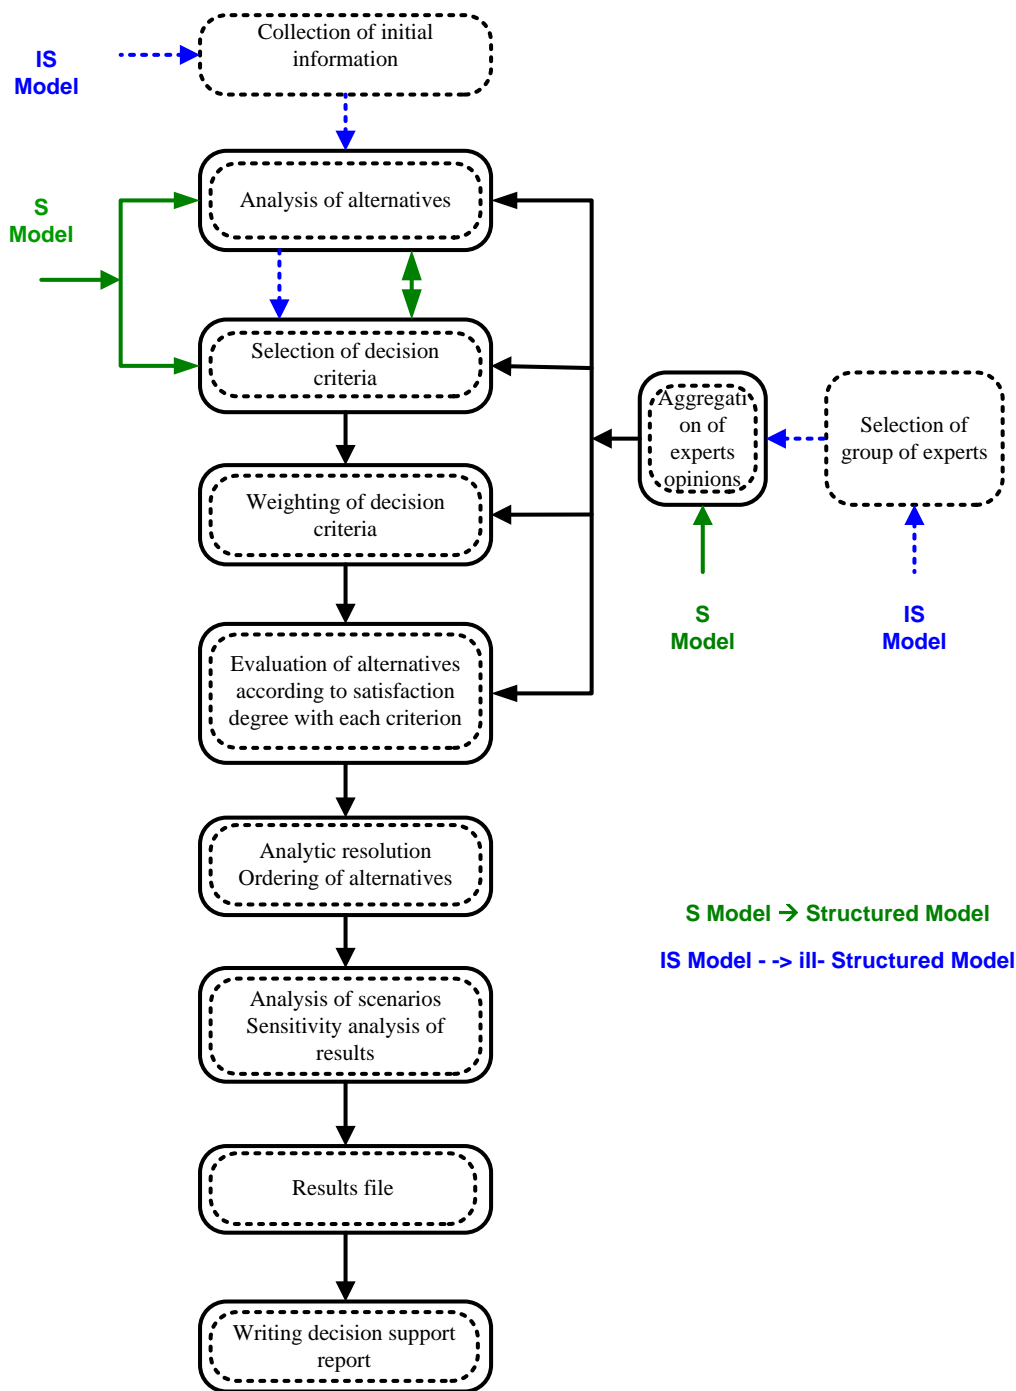 Collection of initial
information
IS
Model
Analysis of alternatives
S
Model
Selection of decision
criteria
Aggregati
on of
experts
opinions
Selection of
group of experts
Weighting of decision
criteria
S
Model
IS
Model
Evaluation of alternatives
according to satisfaction
degree with each criterion
Analytic resolution
Ordering of alternatives
S Model → Structured Model
IS Model - -> ill- Structured Model
Analysis of scenarios
Sensitivity analysis of
results
Results file
Writing decision support
report